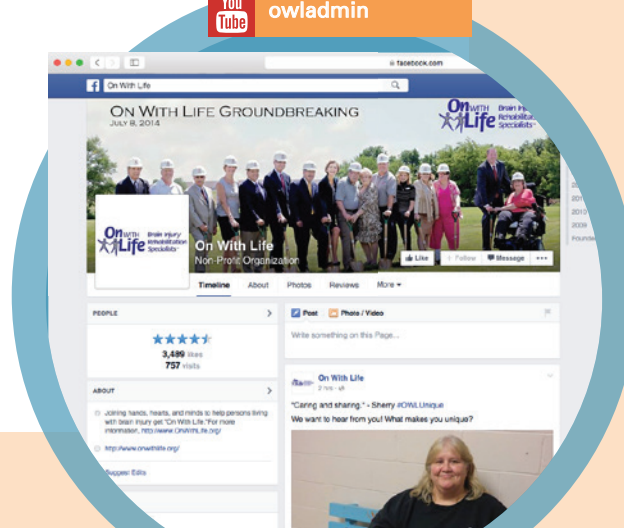 You
Tube
owladmin
facebook.com
f
On With Life
ON WITH LIFE GROUNDBREAKING
JULY 8, 2014
On WITH Life
Brain Injury
Rehabilitation
Specialists
On WITH Life
Brain Injury
Rehabilitation
Specialists
On With Life
Non-Profit Organization
Like
Follow
Message
Timeline About Photos Reviews More
2013
2009
Founded
PEOPLE
3,489 likes
757 visits
ABOUT
Joining hands, hearts, and minds to help persons living
with brain injury get "On With Life."For more
information, http://www.OnWithLife.org/
http://www.onwithlife.org/
Suggest Edits
Post Photo / Video
Write something on this Page...
On With Life
2 hrs
"Caring and sharing." - Sherry #OWLUnique
We want to hear from you! What makes you unique?